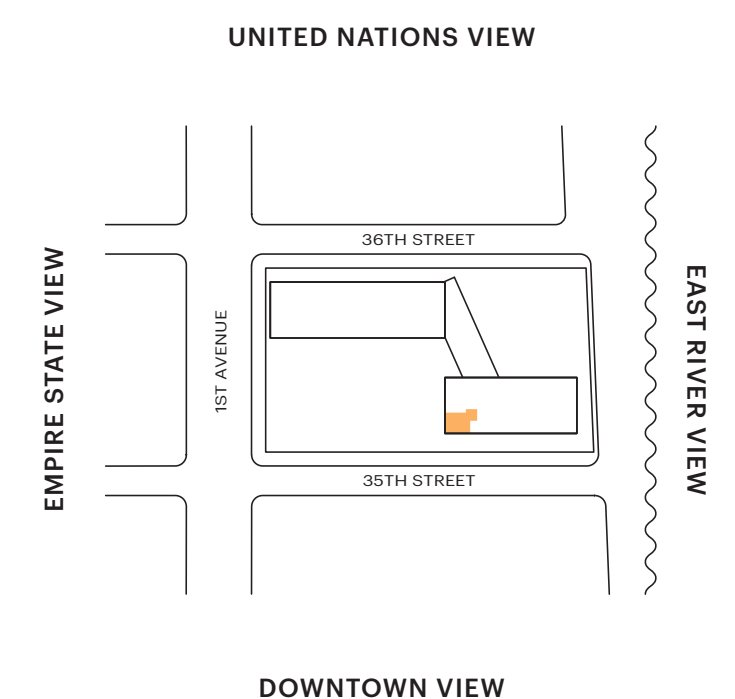 UNITED NATIONS VIEW
36TH STREET
EMPIRE STATE VIEW
1ST AVENUE
EAST RIVER VIEW
35TH STREET
DOWNTOWN VIEW